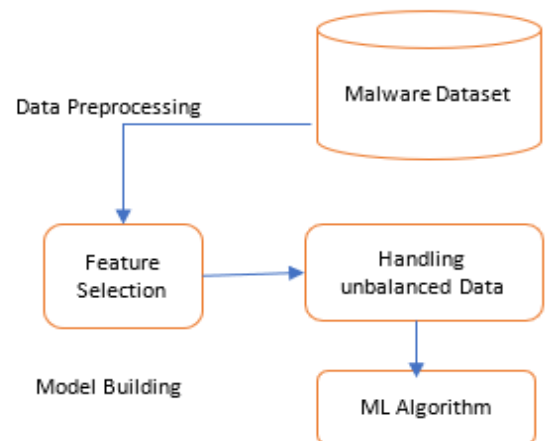 Malware Dataset
Data Preprocessing
Feature
Selection
Handling
unbalanced Data
Model Building
ML Algorithm